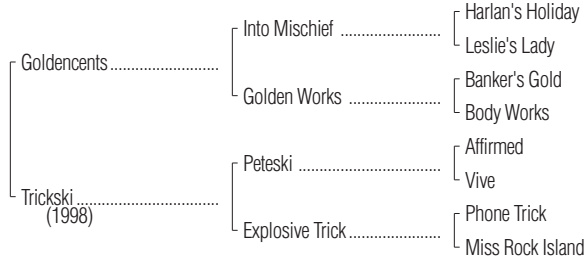 Harlan's Holiday
Into Mischief ........................
Leslie's Lady
Goldencents..........................
Banker's Gold
Golden Works ......................
Body Works
Affirmed
Peteski ..................................
Vive
Trickski ..................................
(1998)
Phone Trick
Explosive Trick......................
Miss Rock Island